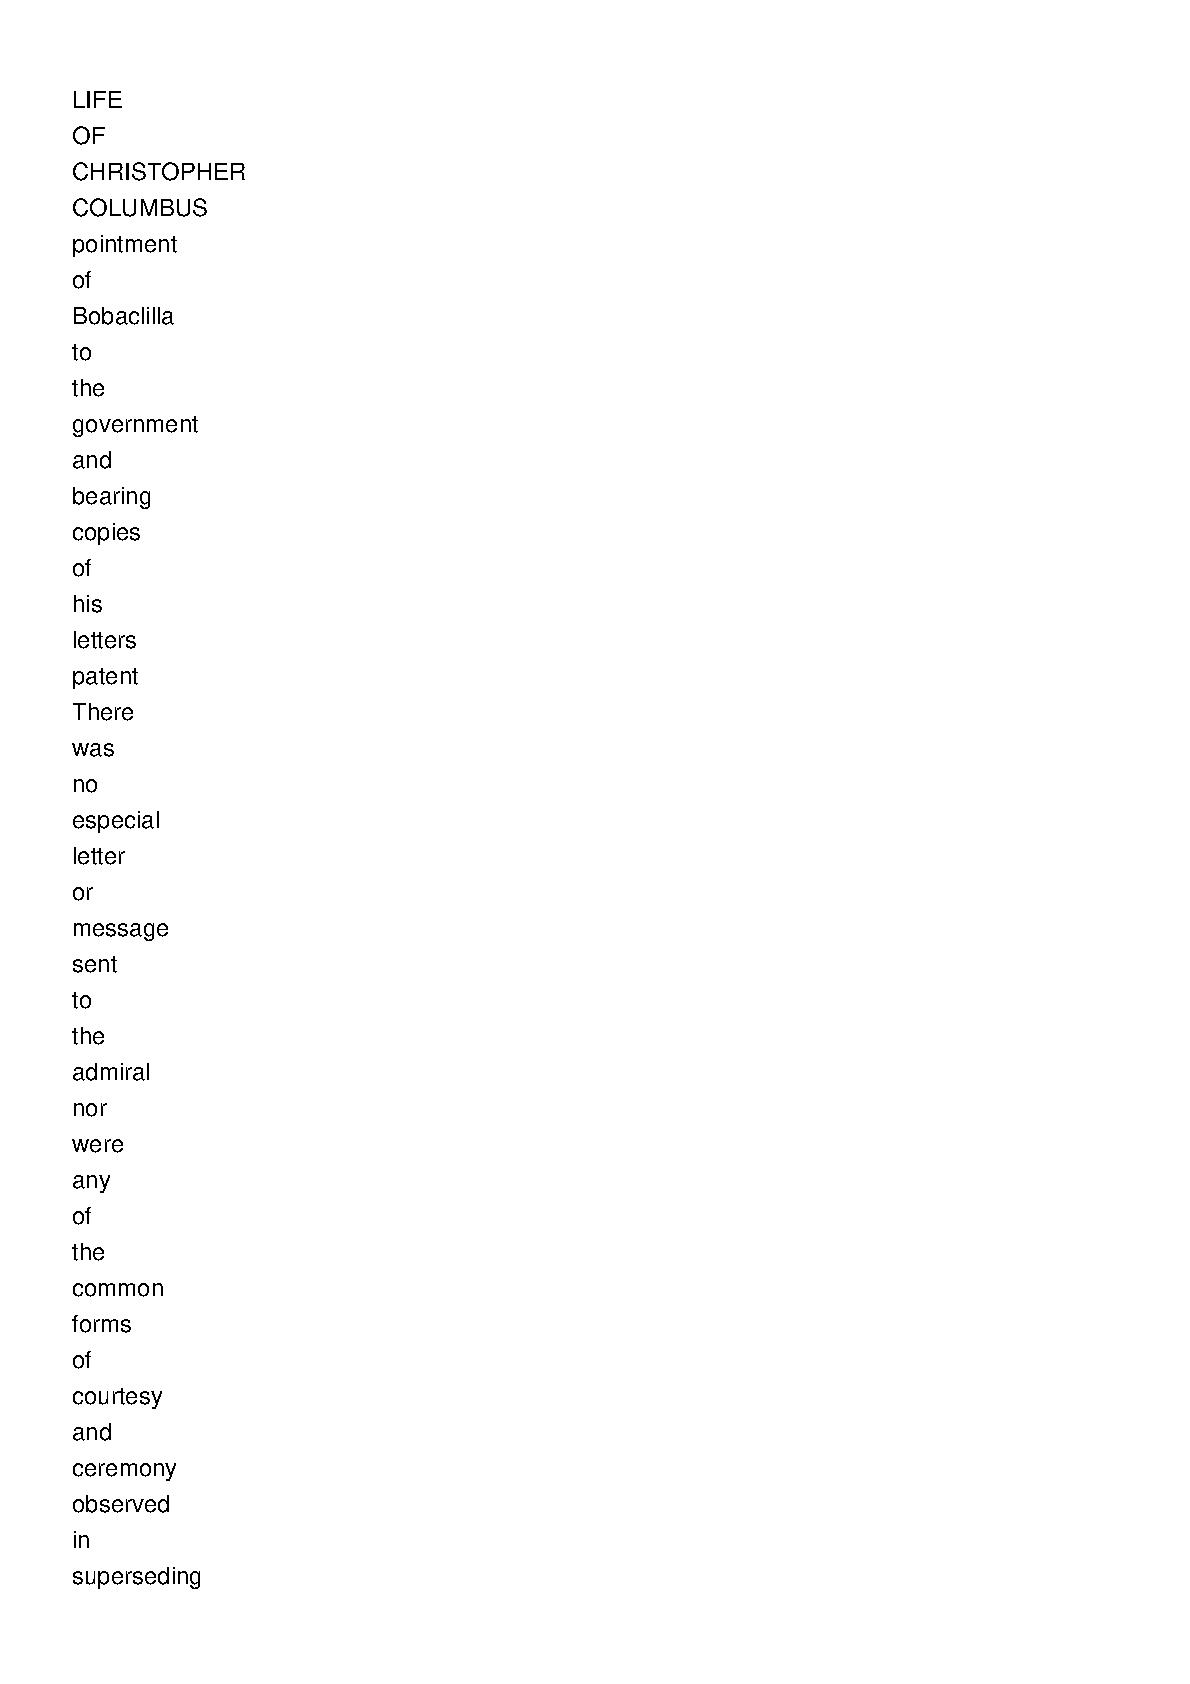 LIFE
OF
CHRISTOPHER
COLUMBUS
pointment
of
Bobaclilla
to
the
government
and
bearing
copies
of
his
letters
patent
There
was
no
especial
letter
or
message
sent
to
the
admiral
nor
were
any
of
the
common
forms
of
courtesy
and
ceremony
observed
in
superseding